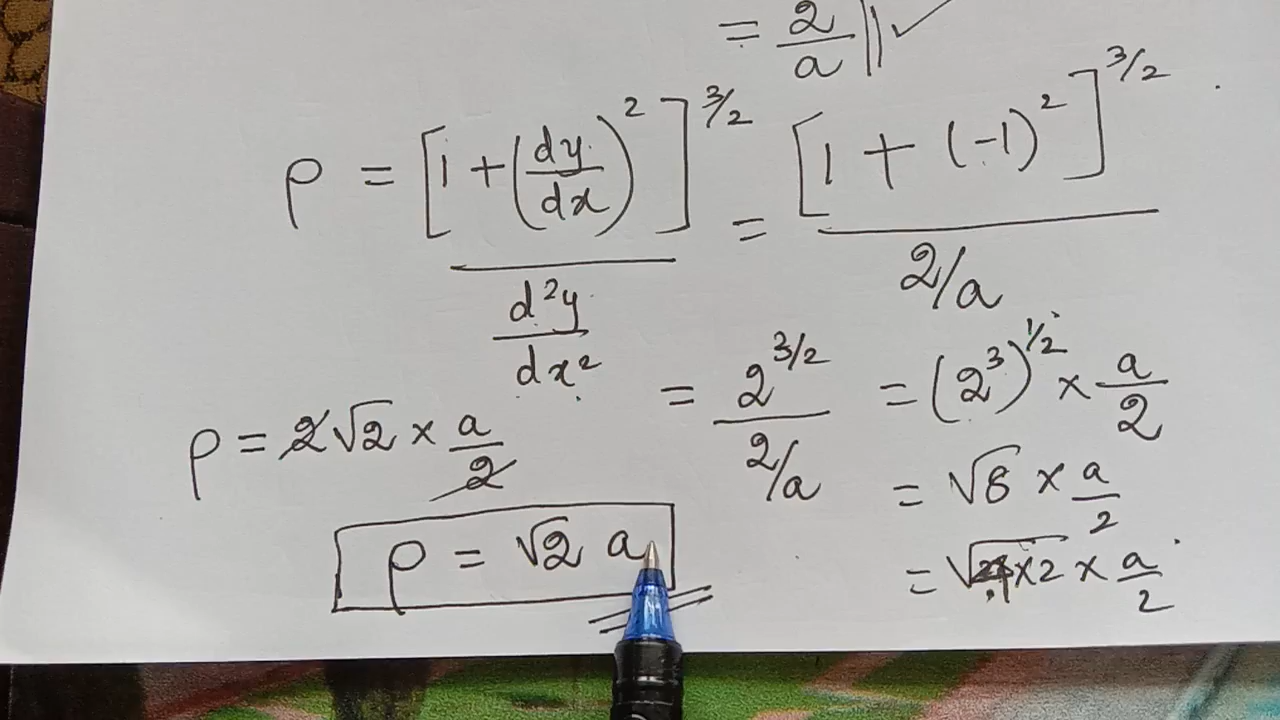 = 2/a ∥ ✓
ρ = [1 + (dy/dx)²]^3/2 / d²y/dx² = [1 + (-1)²]^3/2 / 2/a
= 2^3/2 / 2/a = (2³)^1/2 × a/2
= √8 × a/2
= √4×2 × a/2
ρ = 2√2 × a/2
ρ = √2 a